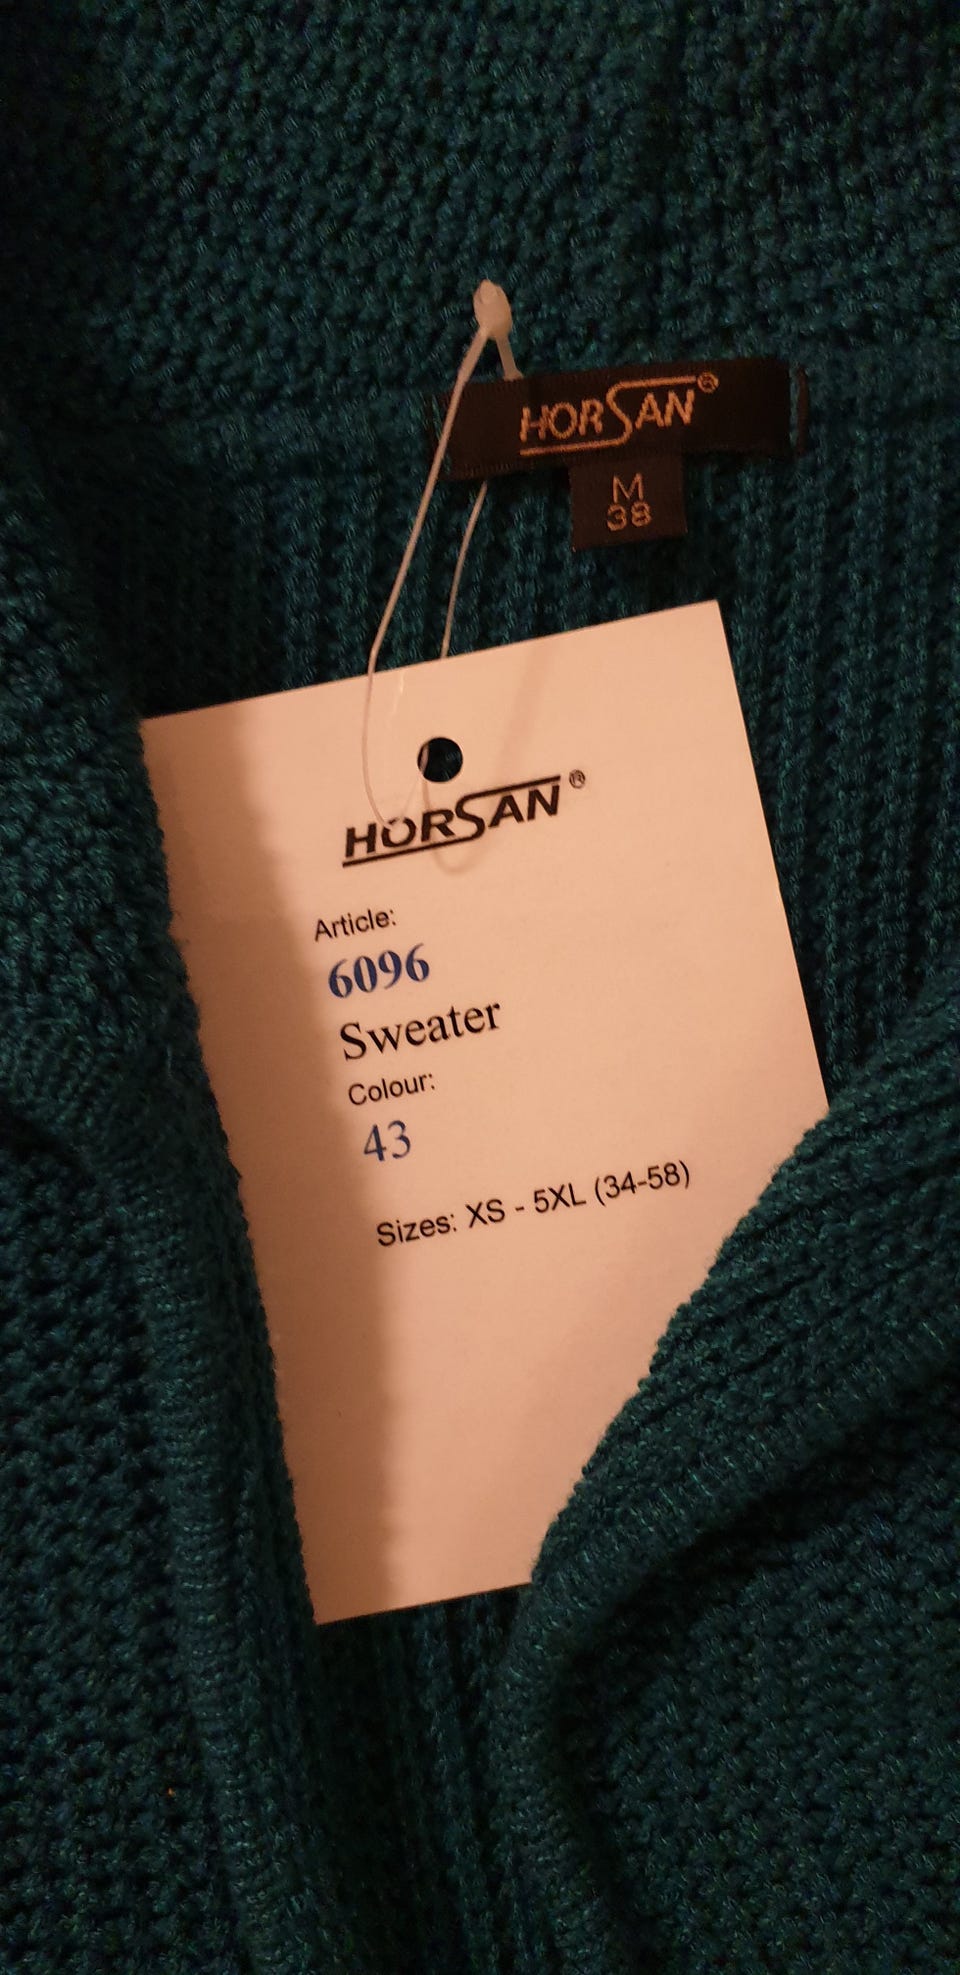 HORSAN®
M
38
HORSAN®
Article:
6096
Sweater
Colour:
43
Sizes: XS - 5XL (34-58)